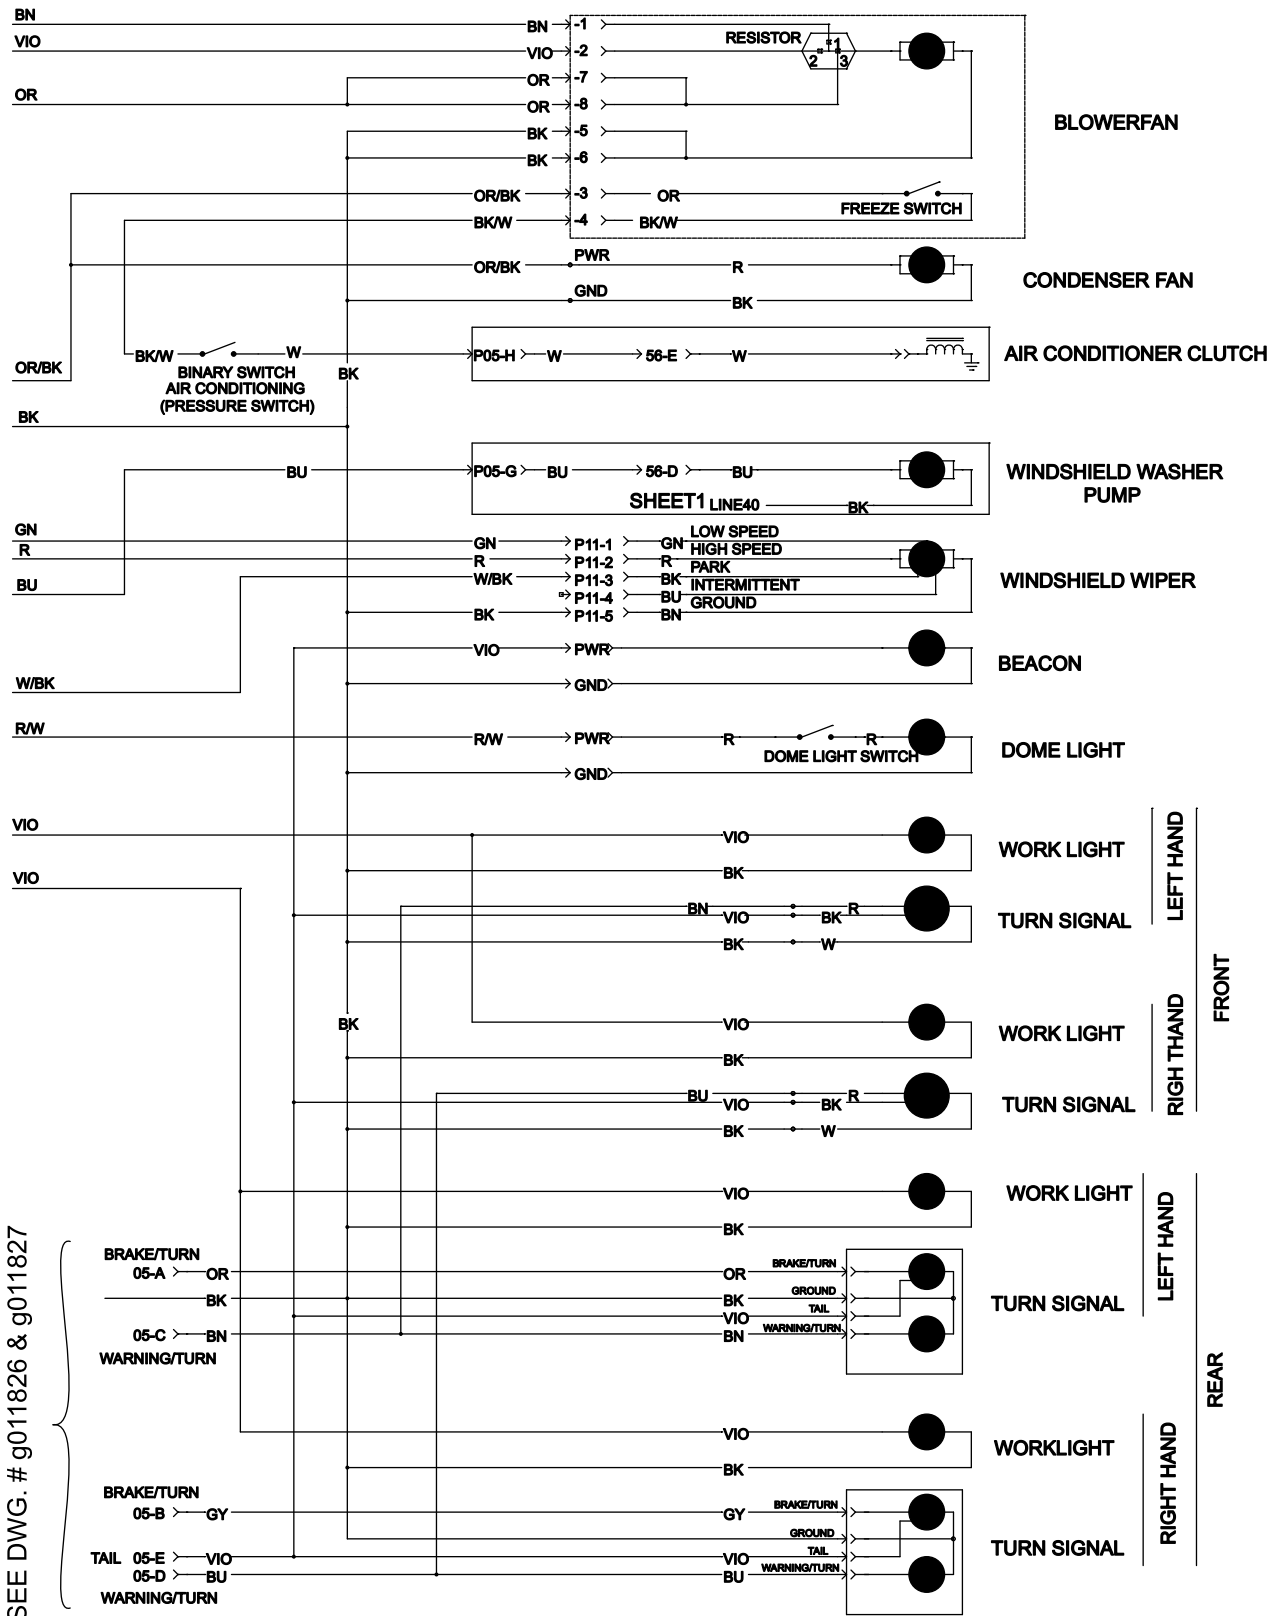 BN
BN
-1
VIO
VIO
-2
RESISTOR
1
2
3
OR
-7
OR
OR
-8
BK
-5
BLOWERFAN
BK
-6
OR/BK
-3
OR
FREEZE SWITCH
BK/W
-4
BK/W
PWR
OR/BK
R
CONDENSER FAN
GND
BK
BK/W
W
P05-H
W
56-E
W
AIR CONDITIONER CLUTCH
OR/BK
BINARY SWITCH
AIR CONDITIONING
(PRESSURE SWITCH)
BK
BK
BU
P05-G
BU
56-D
BU
WINDSHIELD WASHER
PUMP
SHEET1 LINE40
BK
GN
GN
P11-1
GN
LOW SPEED
R
R
P11-2
R
HIGH SPEED
W/BK
P11-3
BK
PARK
WINDSHIELD WIPER
BU
P11-4
BU
INTERMITTENT
BK
P11-5
BN
GROUND
VIO
PWR
BEACON
W/BK
GND
R/W
R/W
PWR
R
R
DOME LIGHT SWITCH
DOME LIGHT
GND
VIO
VIO
WORK LIGHT
BK
VIO
BN
R
VIO
BK
TURN SIGNAL
BK
W
LEFT HAND
BK
VIO
WORK LIGHT
BK
BU
R
VIO
BK
TURN SIGNAL
BK
W
RIGH THAND
FRONT
VIO
WORK LIGHT
BK
BRAKE/TURN
05-A
OR
OR
BRAKE/TURN
BK
BK
GROUND
VIO
TAIL
TURN SIGNAL
05-C
BN
BN
WARNING/TURN
WARNING/TURN
LEFT HAND
VIO
WORKLIGHT
BK
BRAKE/TURN
05-B
GY
GY
BRAKE/TURN
GROUND
TAIL
05-E
VIO
VIO
TAIL
TURN SIGNAL
05-D
BU
BU
WARNING/TURN
WARNING/TURN
RIGHT HAND
REAR
SEE DWG. # g011826 & g011827